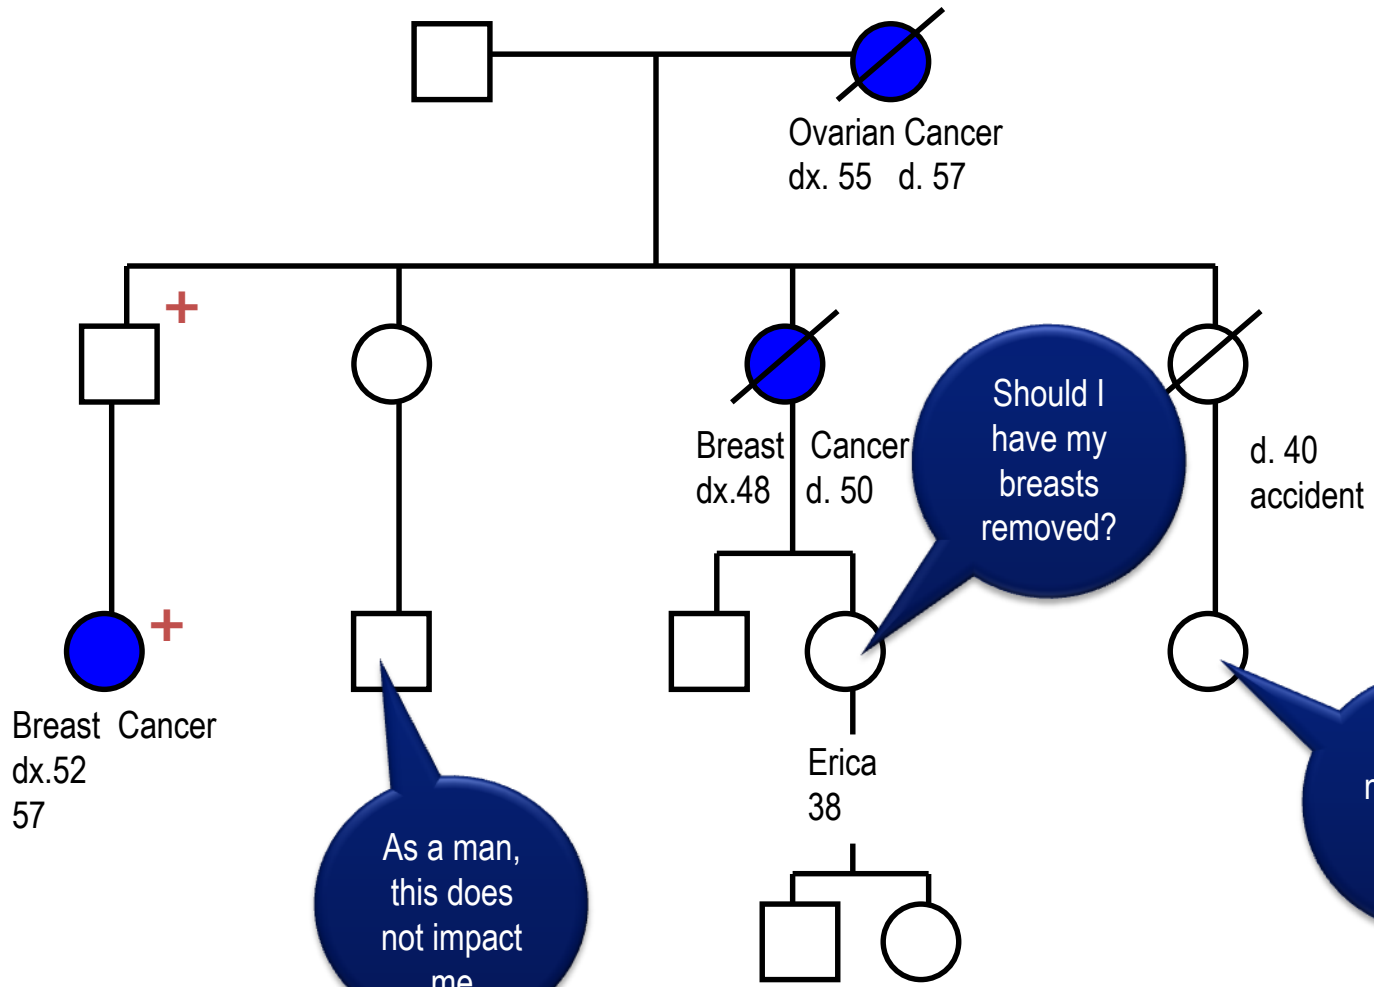 Ovarian Cancer
dx. 55 d. 57
+
Breast Cancer
dx.48 d. 50
Should I
have my
breasts
removed?
d. 40
accident
+
Breast Cancer
dx.52
57
Erica
38
As a man,
this does
not impact
me